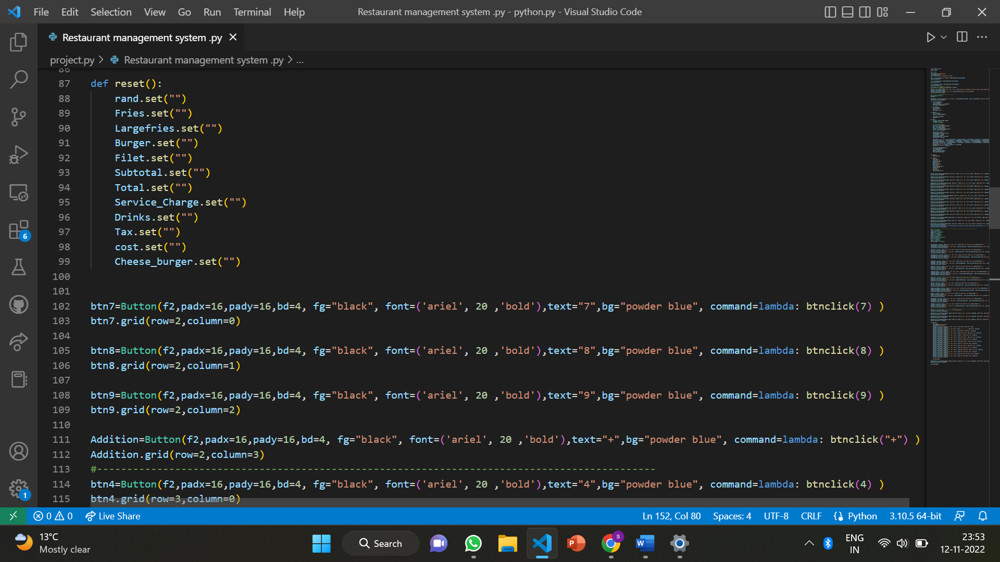 File Edit Selection View Go Run Terminal Help Restaurant management system .py - python.py - Visual Studio Code
Restaurant management system .py
project.py > Restaurant management system .py > ...
86
87 def reset():
88     rand.set("")
89     Fries.set("")
90     Largefries.set("")
91     Burger.set("")
92     Filet.set("")
93     Subtotal.set("")
94     Total.set("")
95     Service_Charge.set("")
96     Drinks.set("")
97     Tax.set("")
98     cost.set("")
99     Cheese_burger.set("")
100
101
102 btn7=Button(f2,padx=16,pady=16,bd=4, fg="black", font=('ariel', 20 ,'bold'),text="7",bg="powder blue", command=lambda: btnclick(7) )
103 btn7.grid(row=2,column=0)
104
105 btn8=Button(f2,padx=16,pady=16,bd=4, fg="black", font=('ariel', 20 ,'bold'),text="8",bg="powder blue", command=lambda: btnclick(8) )
106 btn8.grid(row=2,column=1)
107
108 btn9=Button(f2,padx=16,pady=16,bd=4, fg="black", font=('ariel', 20 ,'bold'),text="9",bg="powder blue", command=lambda: btnclick(9) )
109 btn9.grid(row=2,column=2)
110
111 Addition=Button(f2,padx=16,pady=16,bd=4, fg="black", font=('ariel', 20 ,'bold'),text="+",bg="powder blue", command=lambda: btnclick("+") )
112 Addition.grid(row=2,column=3)
113 #---------------------------------------------------------------------------------------------
114 btn4=Button(f2,padx=16,pady=16,bd=4, fg="black", font=('ariel', 20 ,'bold'),text="4",bg="powder blue", command=lambda: btnclick(4) )
115 btn4.grid(row=3,column=0)
6
1
0 0 Live Share Ln 152, Col 80 Spaces: 4 UTF-8 CRLF Python 3.10.5 64-bit
13°C
Mostly clear
Search
ENG
IN
23:53
12-11-2022